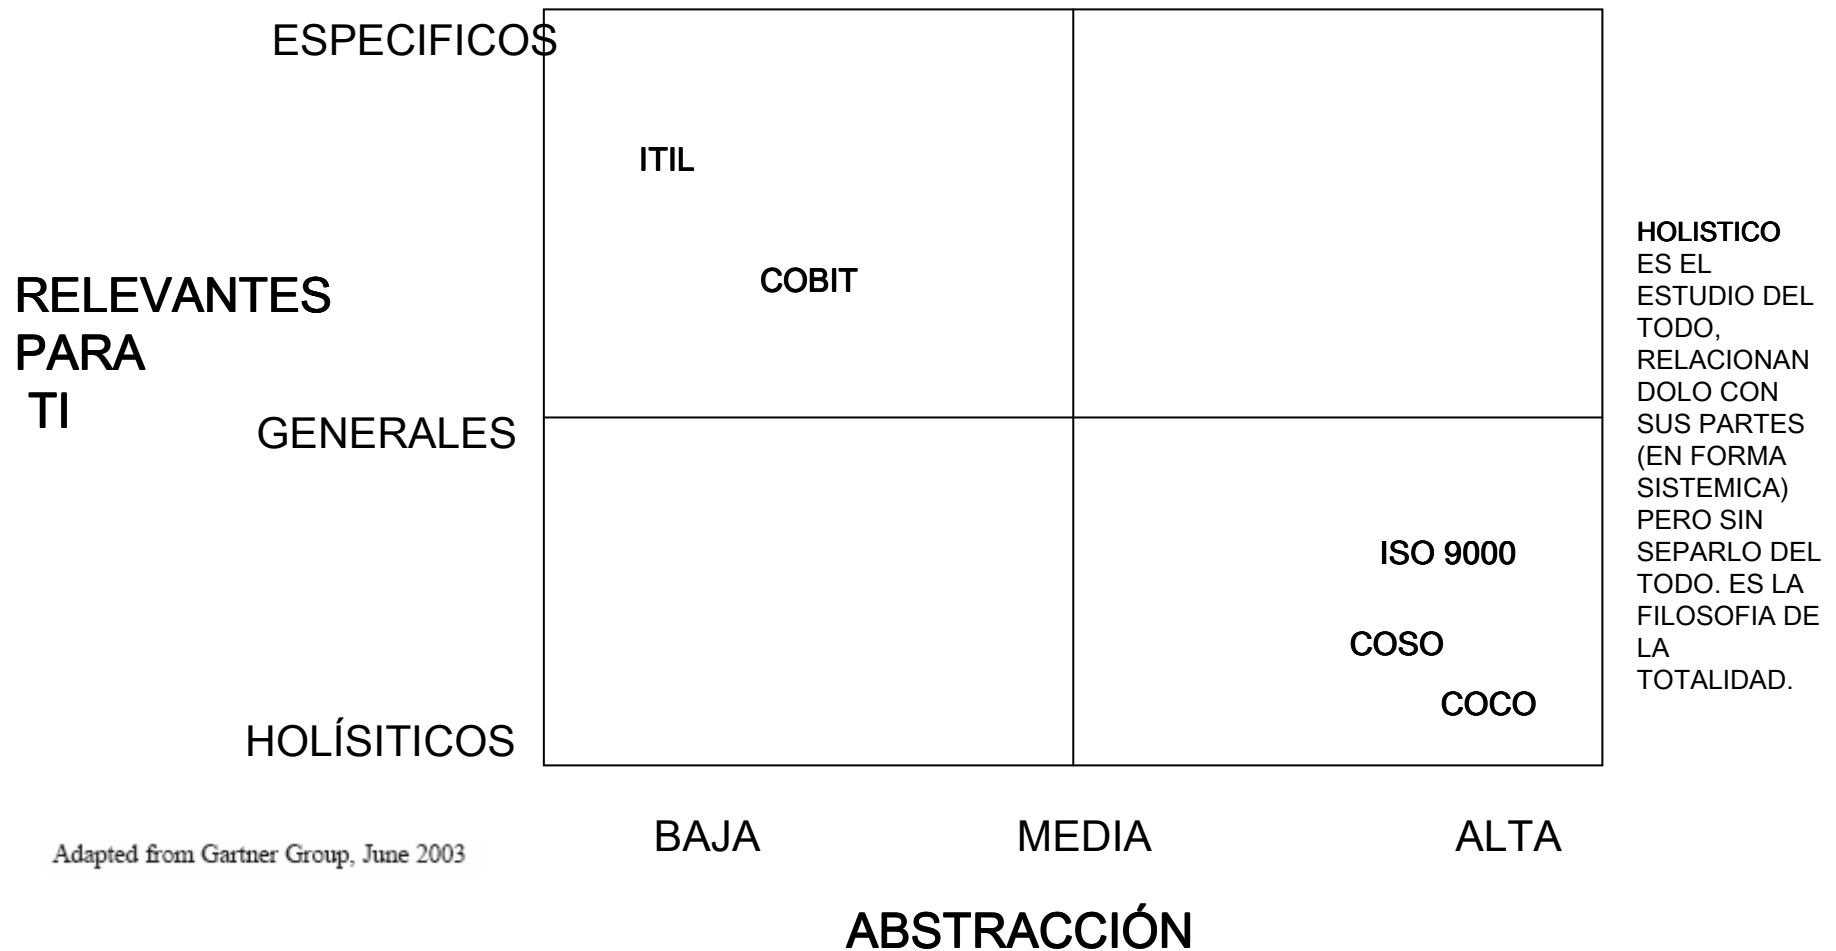 ESPECIFICOS
ITIL
COBIT
RELEVANTES
PARA
TI
GENERALES
HOLISTICO
ES EL
ESTUDIO DEL
TODO,
RELACIONAN
DOLO CON
SUS PARTES
(EN FORMA
SISTEMICA)
PERO SIN
SEPARLO DEL
TODO. ES LA
FILOSOFIA DE
LA
TOTALIDAD.
ISO 9000
COSO
COCO
HOLÍSITICOS
BAJA
MEDIA
ALTA
Adapted from Gartner Group, June 2003
ABSTRACCIÓN